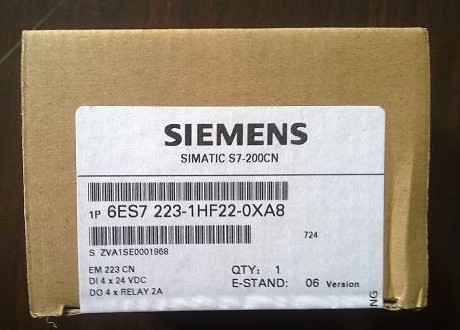 SIEMENS
SIMATIC S7-200CN
1P 6ES7 223-1HF22-0XA8
724
S ZVA1SE0001968
EM 223 CN
DI 4 x 24 VDC
DO 4 x RELAY 2A
QTY: 1
E-STAND: 06 Version
NG